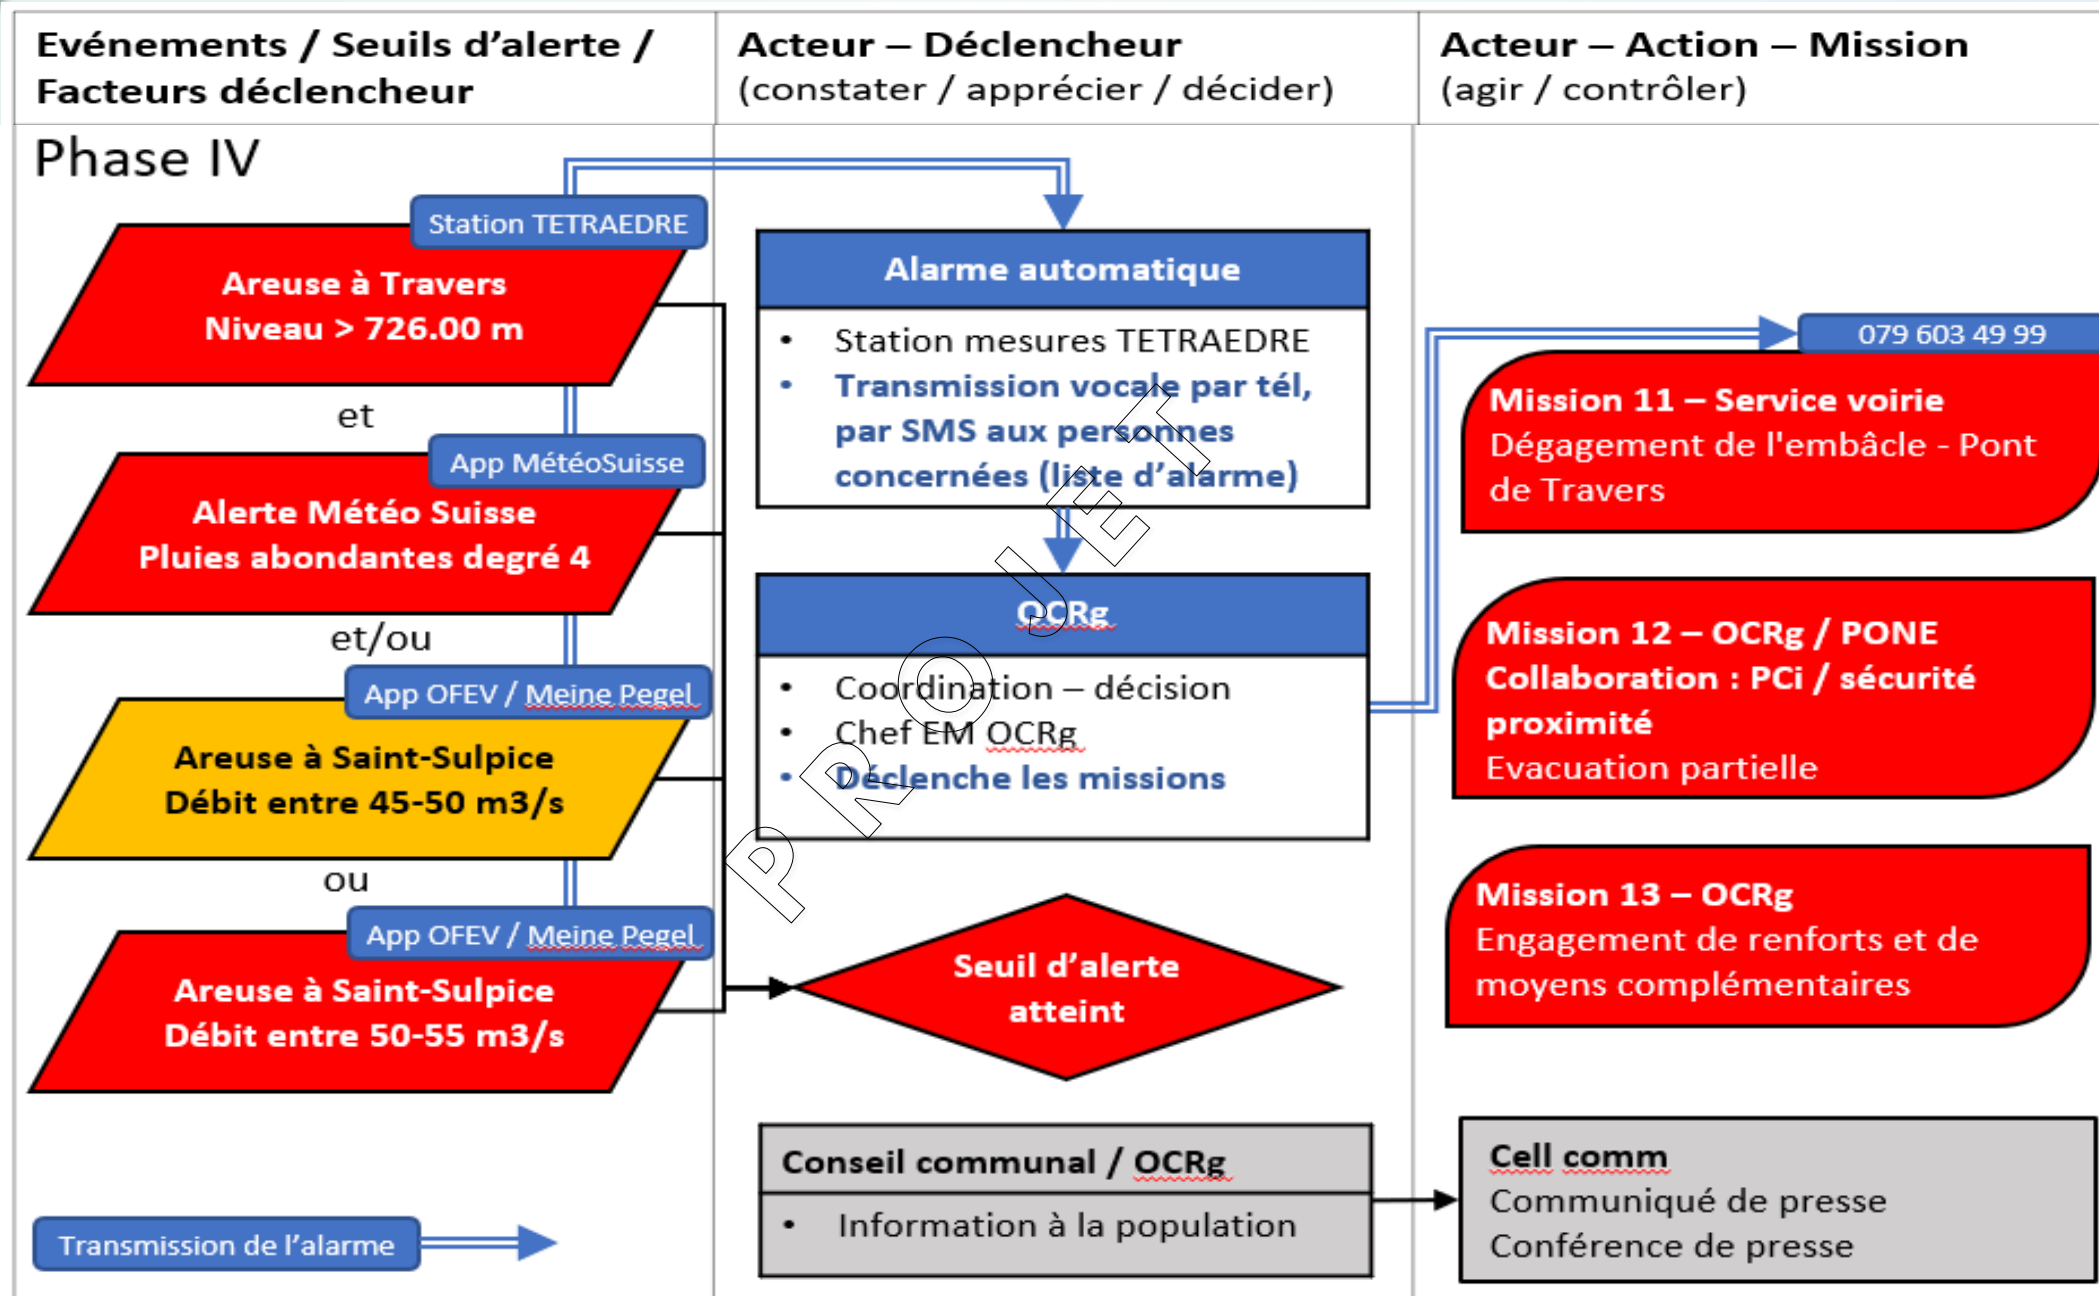 Evénements / Seuils d’alerte /
Facteurs déclencheur
Acteur – Déclencheur
(constater / apprécier / décider)
Acteur – Action – Mission
(agir / contrôler)
Phase IV
Station TETRAEDRE
Areuse à Travers
Niveau > 726.00 m
et
App MétéoSuisse
Alerte Météo Suisse
Pluies abondantes degré 4
et/ou
App OFEV / Meine Pegel
Areuse à Saint-Sulpice
Débit entre 45-50 m3/s
ou
App OFEV / Meine Pegel
Areuse à Saint-Sulpice
Débit entre 50-55 m3/s
Transmission de l’alarme
Alarme automatique
• Station mesures TETRAEDRE
• Transmission vocale par tél,
par SMS aux personnes
concernées (liste d’alarme)
OCRg
• Coordination – décision
• Chef EM OCRg
• Déclenche les missions
PROJET
Seuil d’alerte
atteint
Conseil communal / OCRg
• Information à la population
079 603 49 99
Mission 11 – Service voirie
Dégagement de l'embâcle - Pont
de Travers
Mission 12 – OCRg / PONE
Collaboration : PCi / sécurité
proximité
Evacuation partielle
Mission 13 – OCRg
Engagement de renforts et de
moyens complémentaires
Cell comm
Communiqué de presse
Conférence de presse